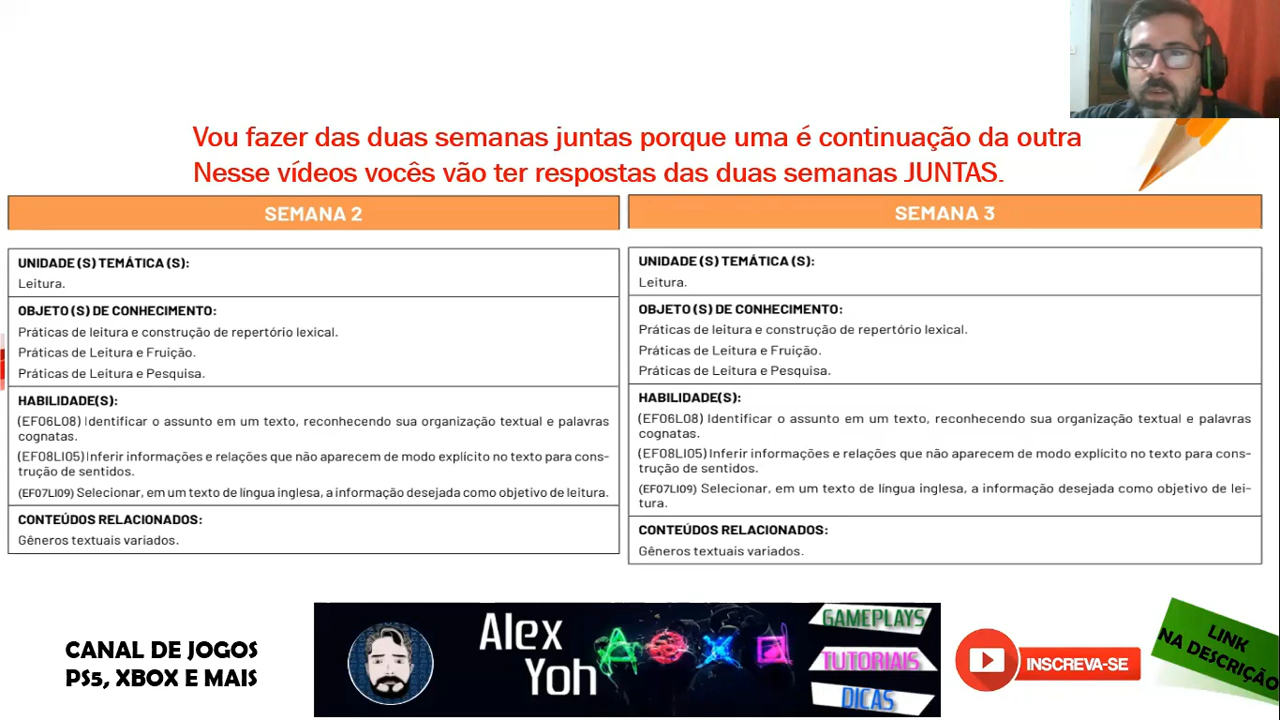 Vou fazer das duas semanas juntas porque uma é continuação da outra
Nesse vídeos vocês vão ter respostas das duas semanas JUNTAS.
SEMANA 2
UNIDADE (S) TEMÁTICA (S):
Leitura.
OBJETO (S) DE CONHECIMENTO:
Práticas de leitura e construção de repertório lexical.
Práticas de Leitura e Fruição.
Práticas de Leitura e Pesquisa.
HABILIDADE(S):
(EF06L08) Identificar o assunto em um texto, reconhecendo sua organização textual e palavras
cognatas.
(EF08LI05) Inferir informações e relações que não aparecem de modo explícito no texto para cons-
trução de sentidos.
(EF07LI09) Selecionar, em um texto de língua inglesa, a informação desejada como objetivo de leitura.
CONTEÚDOS RELACIONADOS:
Gêneros textuais variados.
SEMANA 3
UNIDADE (S) TEMÁTICA (S):
Leitura.
OBJETO (S) DE CONHECIMENTO:
Práticas de leitura e construção de repertório lexical.
Práticas de Leitura e Fruição.
Práticas de Leitura e Pesquisa.
HABILIDADE(S):
(EF06L08) Identificar o assunto em um texto, reconhecendo sua organização textual e palavras
cognatas.
(EF08LI05) Inferir informações e relações que não aparecem de modo explícito no texto para cons-
trução de sentidos.
(EF07LI09) Selecionar, em um texto de língua inglesa, a informação desejada como objetivo de lei-
tura.
CONTEÚDOS RELACIONADOS:
Gêneros textuais variados.
CANAL DE JOGOS
PS5, XBOX E MAIS
Alex
Yoh
GAMEPLAYS
TUTORIAIS
DICAS
INSCREVA-SE
LINK
NA DESCRIÇÃO